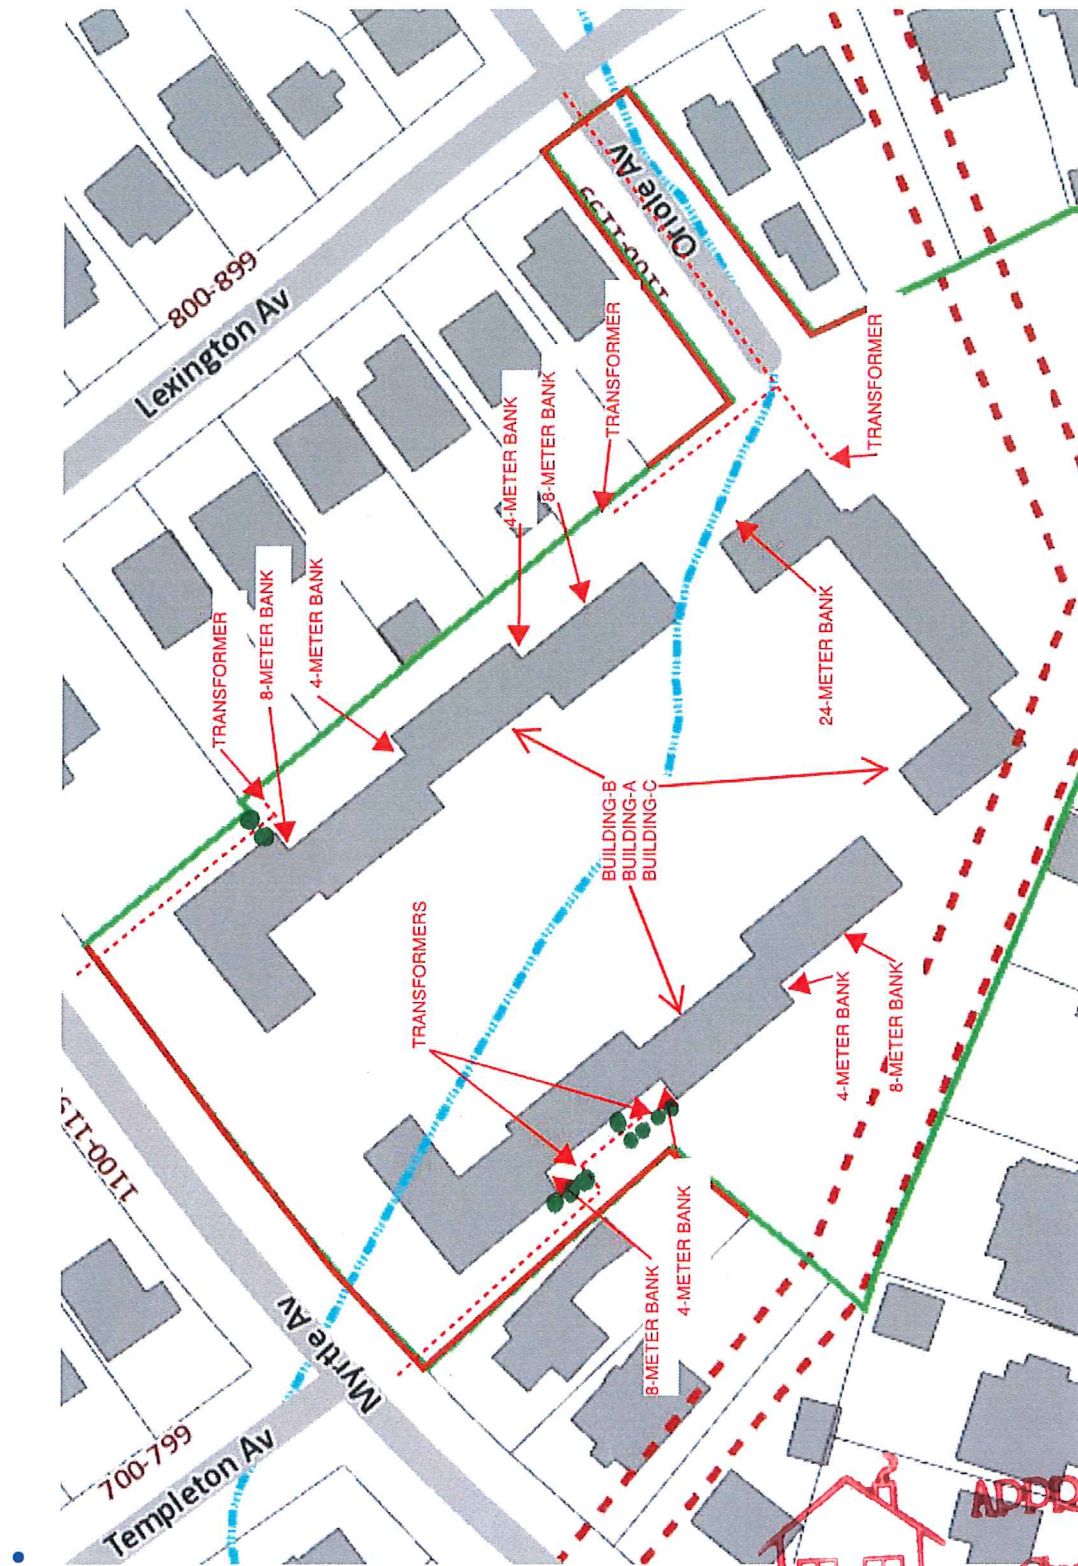 Lexington Av
800-899
Oriole Av
1100-1199
TRANSFORMER
8-METER BANK
4-METER BANK
4-METER BANK
8-METER BANK
TRANSFORMER
TRANSFORMER
24-METER BANK
BUILDING-B
BUILDING-A
BUILDING-C
TRANSFORMERS
4-METER BANK
8-METER BANK
8-METER BANK
4-METER BANK
Myrtle Av
Templeton Av
700-799